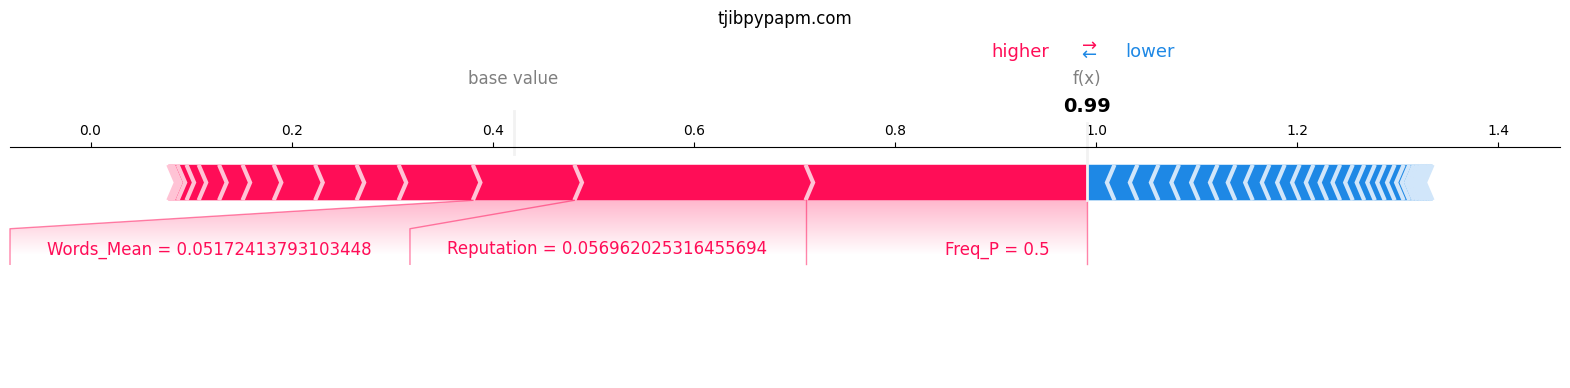 tjibpypapm.com
higher ⇄ lower
base value
f(x)
0.99
0.0 0.2 0.4 0.6 0.8 1.0 1.2 1.4
Words_Mean = 0.05172413793103448
Reputation = 0.056962025316455694
Freq_P = 0.5